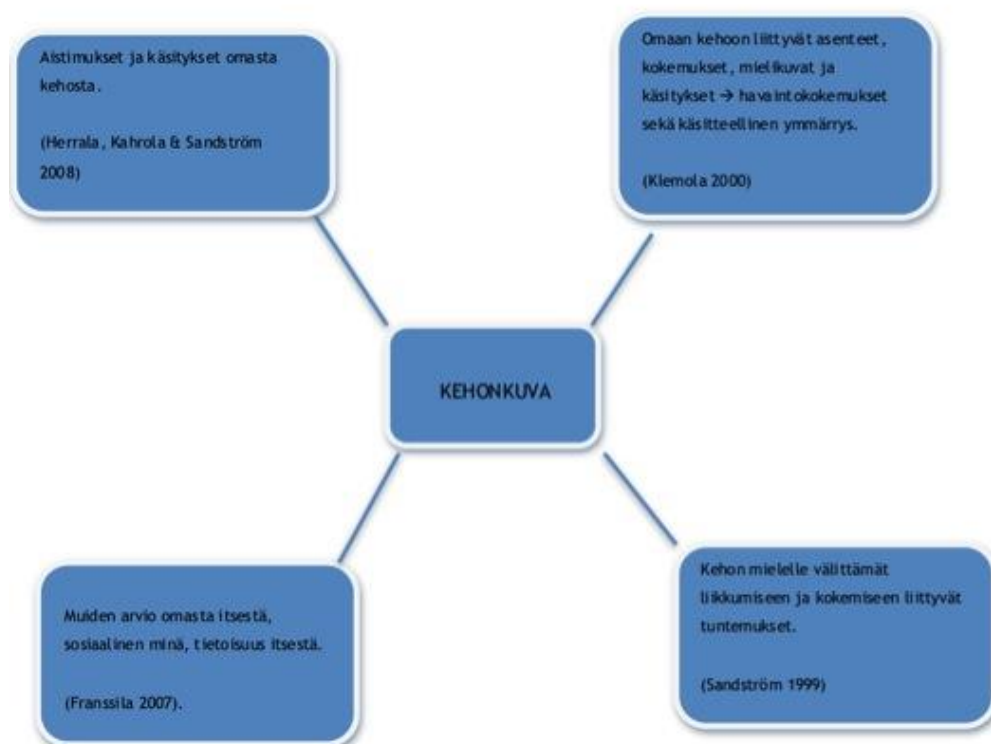 Aistimukset ja käsitykset omasta
kehosta.
(Herrala, Kahrola & Sandström
2008)
Omaan kehoon liittyvät asenteet,
kokemukset, mielikuvat ja
käsitykset → havaintokokemukset
sekä käsitteellinen ymmärrys.
(Klemola 2000)
KEHONKUVA
Muiden arvio omasta itsestä,
sosiaalinen minä, tietoisuus itsestä.
(Franssila 2007).
Kehon mielelle välittämät
liikkumiseen ja kokemiseen liittyvät
tuntemukset.
(Sandström 1999)